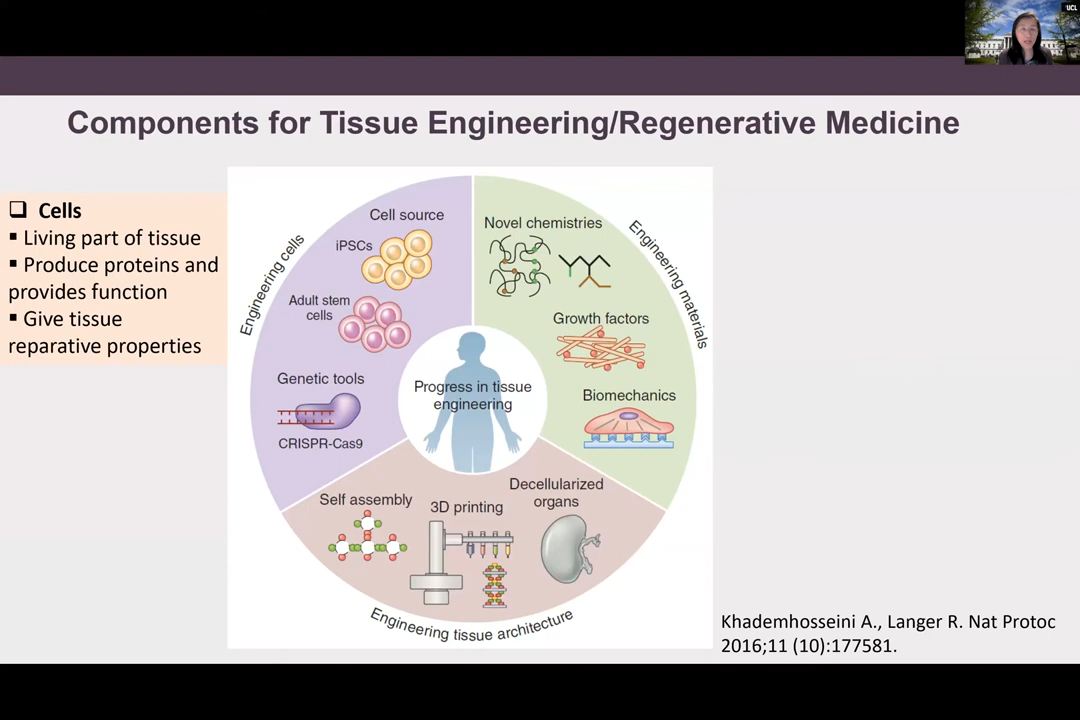 UCL
Components for Tissue Engineering/Regenerative Medicine
❑ Cells
▪ Living part of tissue
▪ Produce proteins and
provides function
▪ Give tissue
reparative properties
Engineering cells
Cell source
iPSCs
Adult stem
cells
Genetic tools
CRISPR-Cas9
Engineering materials
Novel chemistries
Growth factors
Biomechanics
Progress in tissue
engineering
Self assembly
3D printing
Decellularized
organs
Engineering tissue architecture
Khademhosseini A., Langer R. Nat Protoc
2016;11 (10):177581.